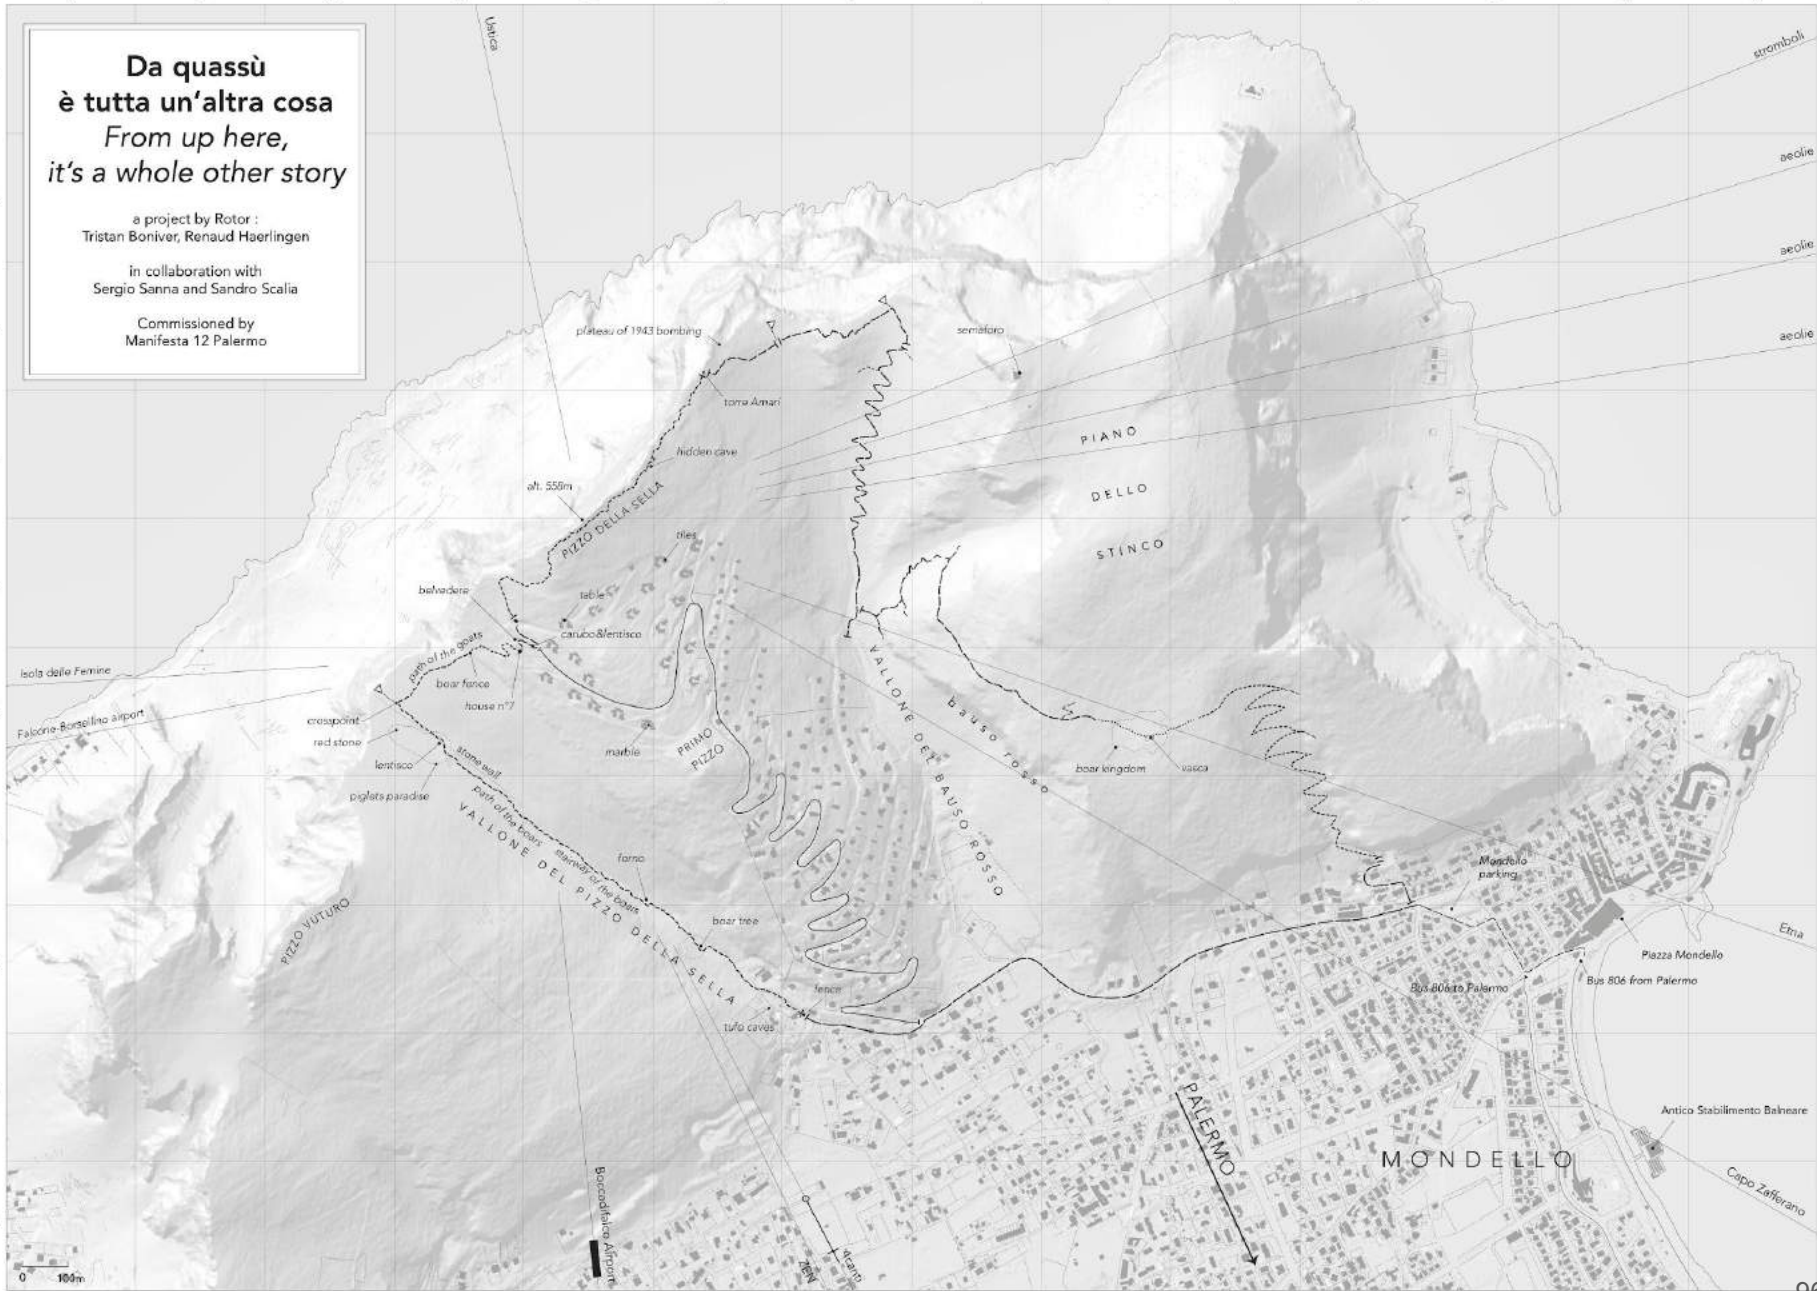 Da quassù
è tutta un'altra cosa
From up here,
it's a whole other story
a project by Rotor :
Tristan Boniver, Renaud Haerlingen
in collaboration with
Sergio Sanna and Sandro Scalia
Commissioned by
Manifesta 12 Palermo
Ustica
stromboli
aeolie
aeolie
aeolie
plateau of 1943 bombing
semaforo
torre Amari
hidden cave
alt. 558m
PIZZO DELLA SELLA
PIANO
DELLO
STINCO
tiles
belvedere
table
carubo&lentisco
path of the goats
boar fence
house n°7
Isola delle Femine
Falcone-Borsellino airport
crosspoint
red stone
lentisco
piglets paradise
stone wall
path of the boars
stairway of the boars
VALLONE DEL PIZZO DELLA SELLA
marble
PRIMO
PIZZO
VALLONE DEL BAUSO ROSSO
bauso rosso
boar kingdom
vasca
forno
boar tree
PIZZO VUTURO
fence
tufo caves
Mondello
parking
Etna
Piazza Mondello
Bus 806 to Palermo
Bus 806 from Palermo
PALERMO
MONDELLO
Antico Stabilimento Balneare
Capo Zafferano
Boccadifalco Airport
ZEN
4canti
0 100m